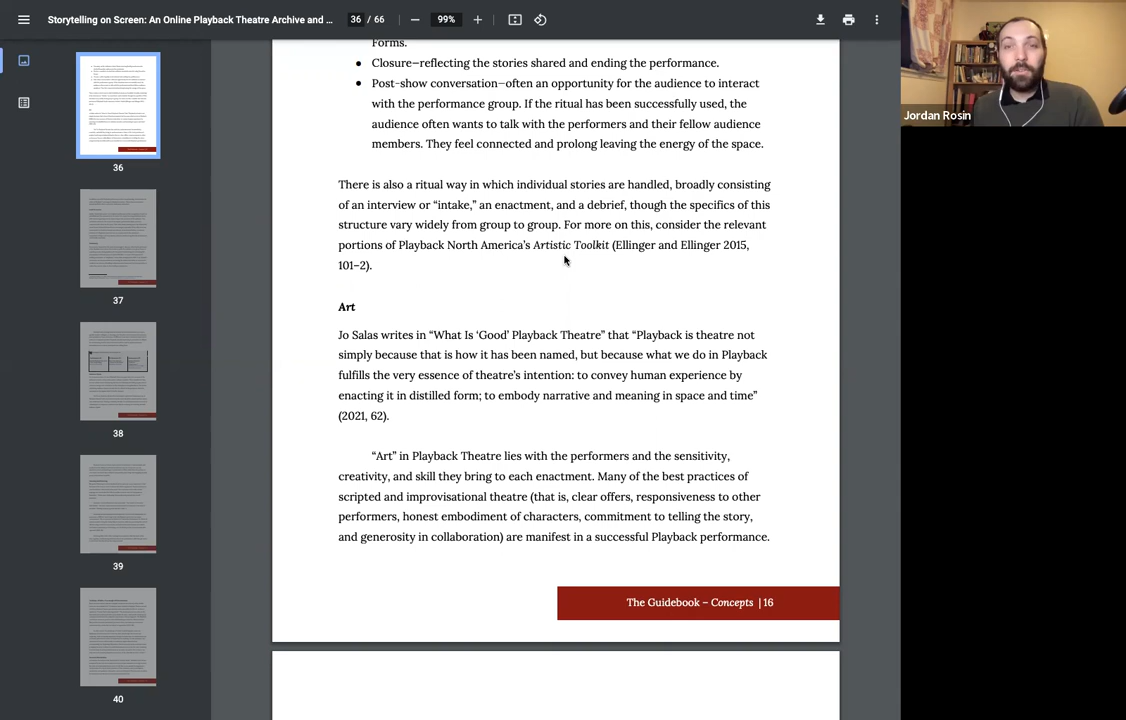 Storytelling on Screen: An Online Playback Theatre Archive and ...
36 / 66
99%
Jordan Rosin
36
37
38
39
40
Forms.
● Closure—reflecting the stories shared and ending the performance.
● Post-show conversation—offering opportunity for the audience to interact
with the performance group. If the ritual has been successfully used, the
audience often wants to talk with the performers and their fellow audience
members. They feel connected and prolong leaving the energy of the space.
There is also a ritual way in which individual stories are handled, broadly consisting
of an interview or “intake,” an enactment, and a debrief, though the specifics of this
structure vary widely from group to group. For more on this, consider the relevant
portions of Playback North America’s Artistic Toolkit (Ellinger and Ellinger 2015,
101–2).
Art
Jo Salas writes in “What Is ‘Good’ Playback Theatre” that “Playback is theatre not
simply because that is how it has been named, but because what we do in Playback
fulfills the very essence of theatre’s intention: to convey human experience by
enacting it in distilled form; to embody narrative and meaning in space and time”
(2021, 62).
“Art” in Playback Theatre lies with the performers and the sensitivity,
creativity, and skill they bring to each enactment. Many of the best practices of
scripted and improvisational theatre (that is, clear offers, responsiveness to other
performers, honest embodiment of characters, commitment to telling the story,
and generosity in collaboration) are manifest in a successful Playback performance.
The Guidebook – Concepts | 16